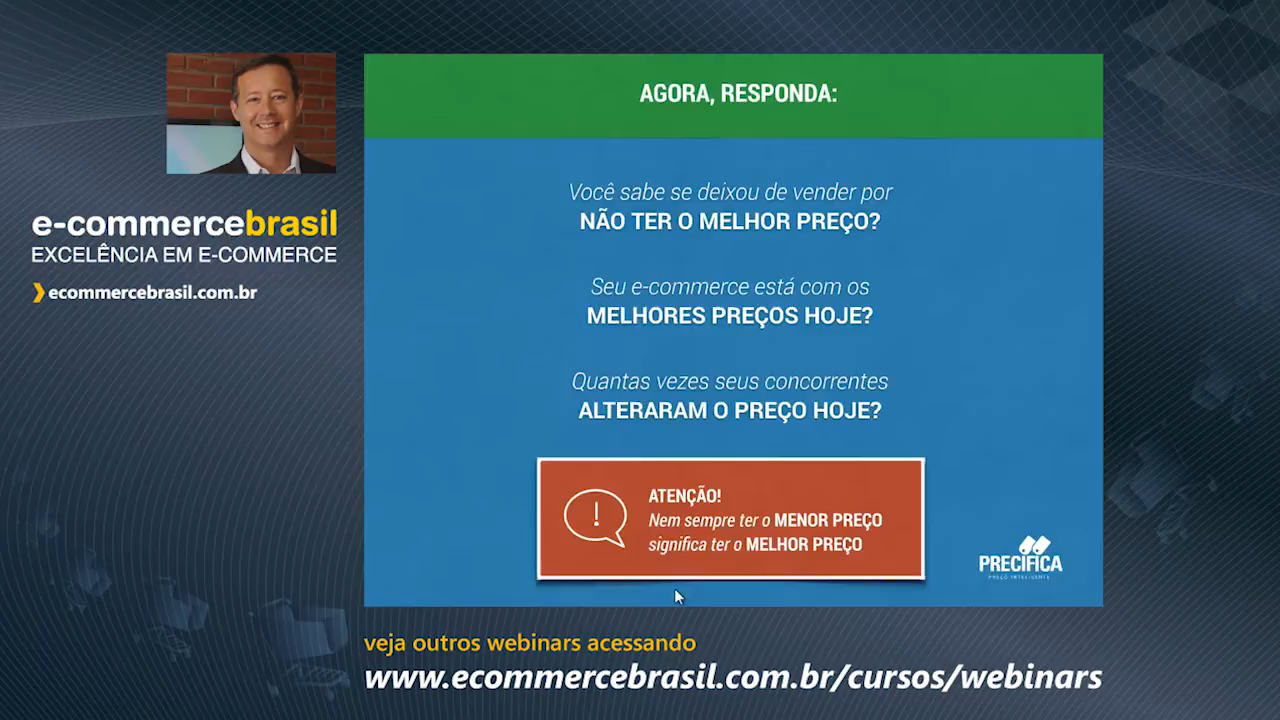 e-commercebrasil
EXCELÊNCIA EM E-COMMERCE
ecommercebrasil.com.br
AGORA, RESPONDA:
Você sabe se deixou de vender por
NÃO TER O MELHOR PREÇO?
Seu e-commerce está com os
MELHORES PREÇOS HOJE?
Quantas vezes seus concorrentes
ALTERARAM O PREÇO HOJE?
!
ATENÇÃO!
Nem sempre ter o MENOR PREÇO
significa ter o MELHOR PREÇO
PRECIFICA
PREÇO INTELIGENTE
veja outros webinars acessando
www.ecommercebrasil.com.br/cursos/webinars